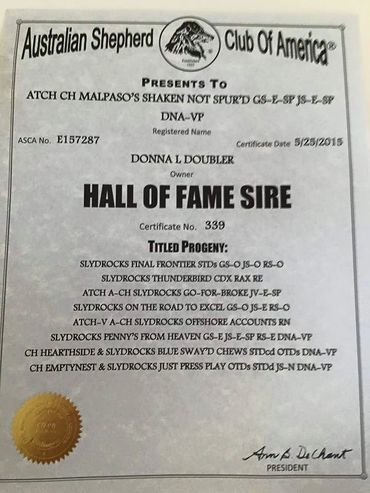 Australian Shepherd Club Of America®
PRESENTS TO
ATCH CH MALPASO'S SHAKEN NOT SPUR'D GS-E-SP JS-E-SP
DNA-VP
Registered Name
ASCA No. E157287 Certificate Date 5/25/2015
DONNA L DOUBLER
Owner
HALL OF FAME SIRE
Certificate No. 339
TITLED PROGENY:
SLYDROCKS FINAL FRONTIER STDs GS-O JS-O RS-O
SLYDROCKS THUNDERBIRD CDX RAX RE
ATCH A-CH SLYDROCKS GO-FOR-BROKE JV-E-SP
SLYDROCKS ON THE ROAD TO EXCEL GS-O JS-E RS-O
ATCH-V A-CH SLYDROCKS OFFSHORE ACCOUNTS RN
SLYDROCKS PENNY'S FROM HEAVEN GS-E JS-E-SP RS-E DNA-VP
CH HEARTHSIDE & SLYDROCKS BLUE SWAY'D CHEWS STDcd OTDs DNA-VP
CH EMPTYNEST & SLYDROCKS JUST PRESS PLAY OTDs STDd JS-N DNA-VP
Ann B DeChant
PRESIDENT